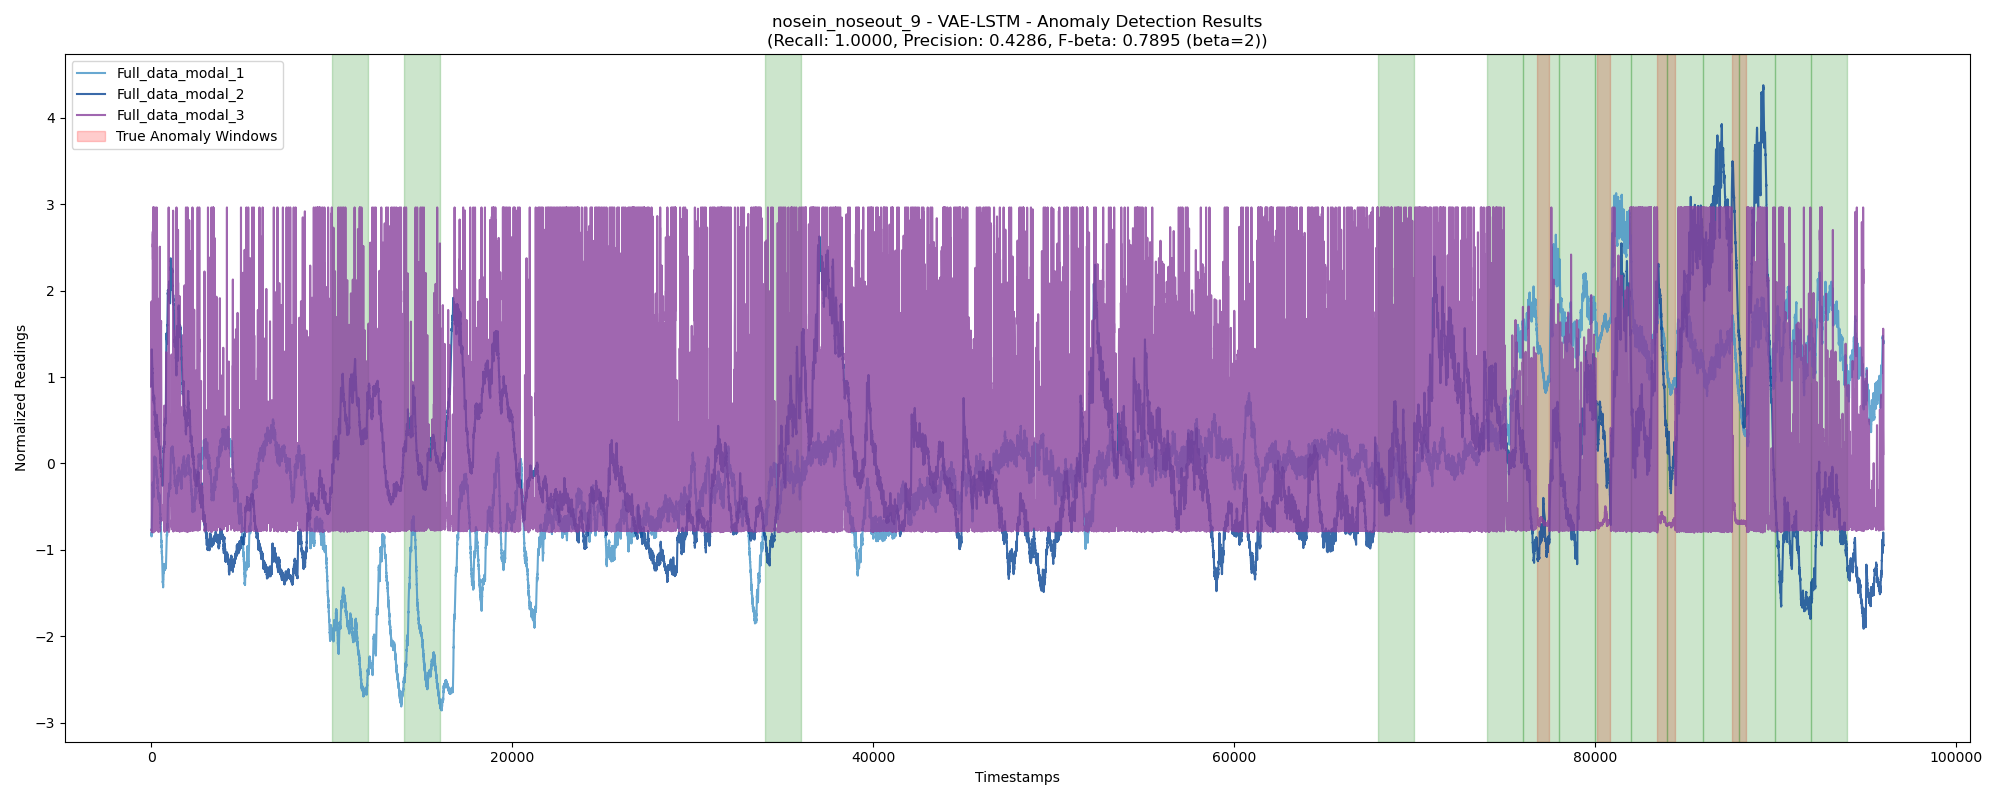 nosein_noseout_9 - VAE-LSTM - Anomaly Detection Results
(Recall: 1.0000, Precision: 0.4286, F-beta: 0.7895 (beta=2))
Full_data_modal_1
Full_data_modal_2
Full_data_modal_3
True Anomaly Windows
Normalized Readings
4
3
2
1
0
−1
−2
−3
0
20000
40000
60000
80000
100000
Timestamps